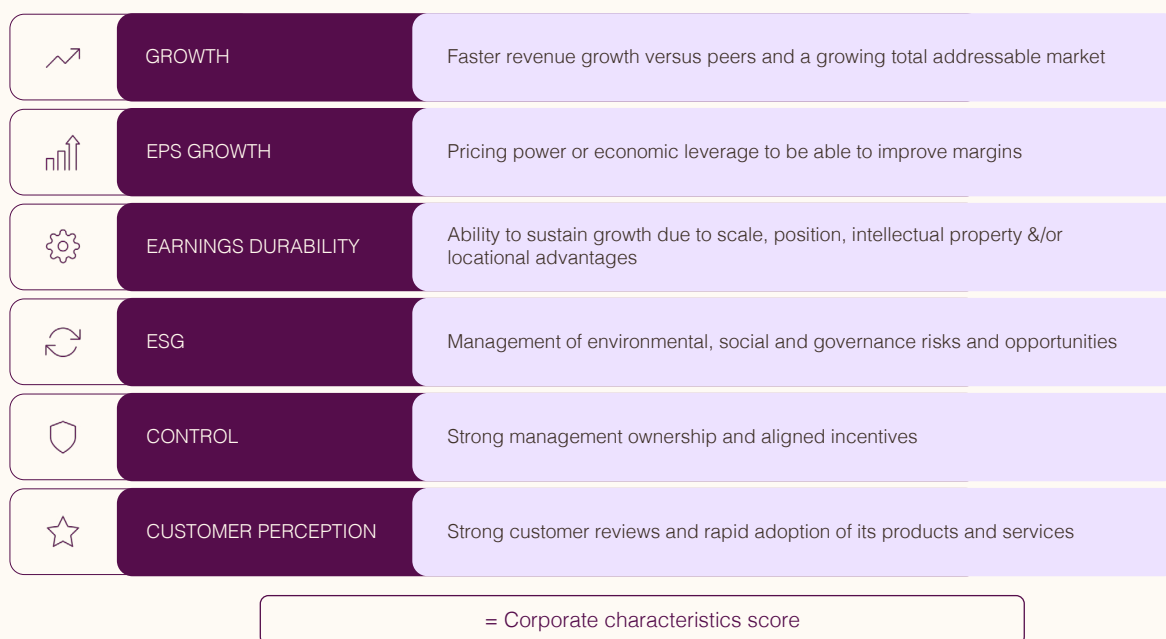 GROWTH
Faster revenue growth versus peers and a growing total addressable market
EPS GROWTH
Pricing power or economic leverage to be able to improve margins
EARNINGS DURABILITY
Ability to sustain growth due to scale, position, intellectual property &/or
locational advantages
ESG
Management of environmental, social and governance risks and opportunities
CONTROL
Strong management ownership and aligned incentives
CUSTOMER PERCEPTION
Strong customer reviews and rapid adoption of its products and services
= Corporate characteristics score